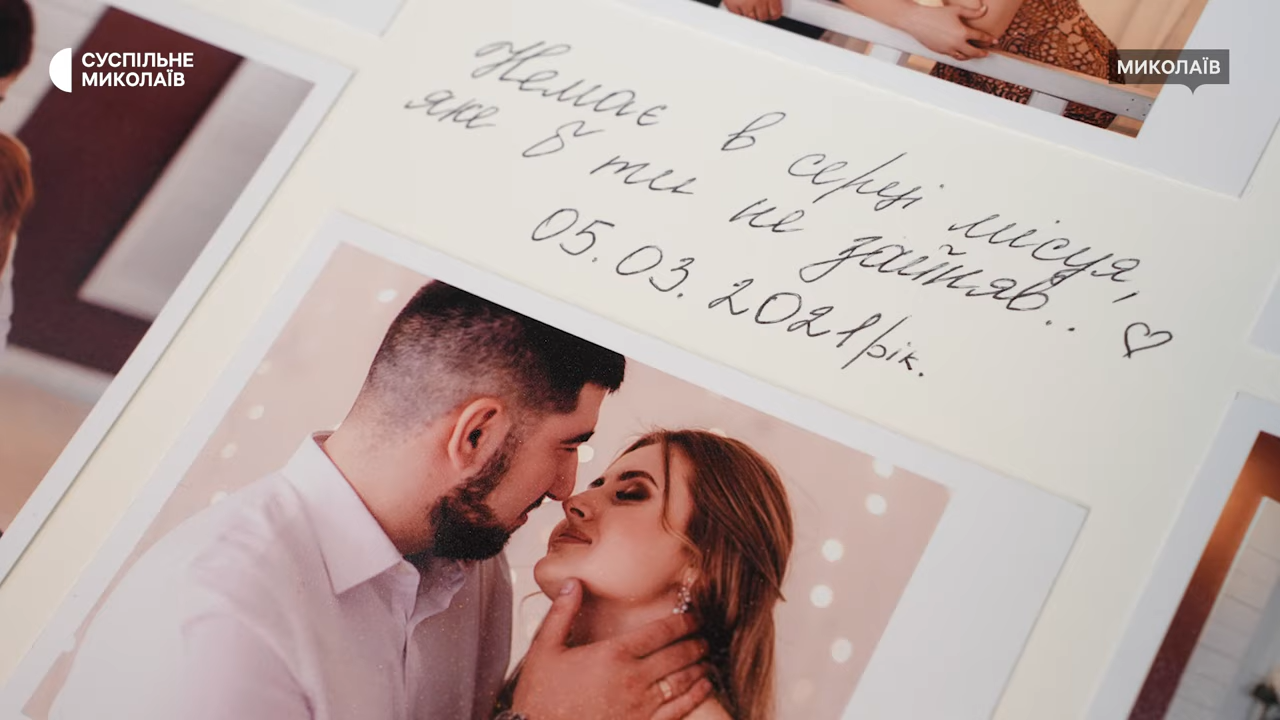 СУСПІЛЬНЕ
МИКОЛАЇВ
МИКОЛАЇВ
Немає в серці місця,
яке б ти не зайняв..
05.03.2021 рік.